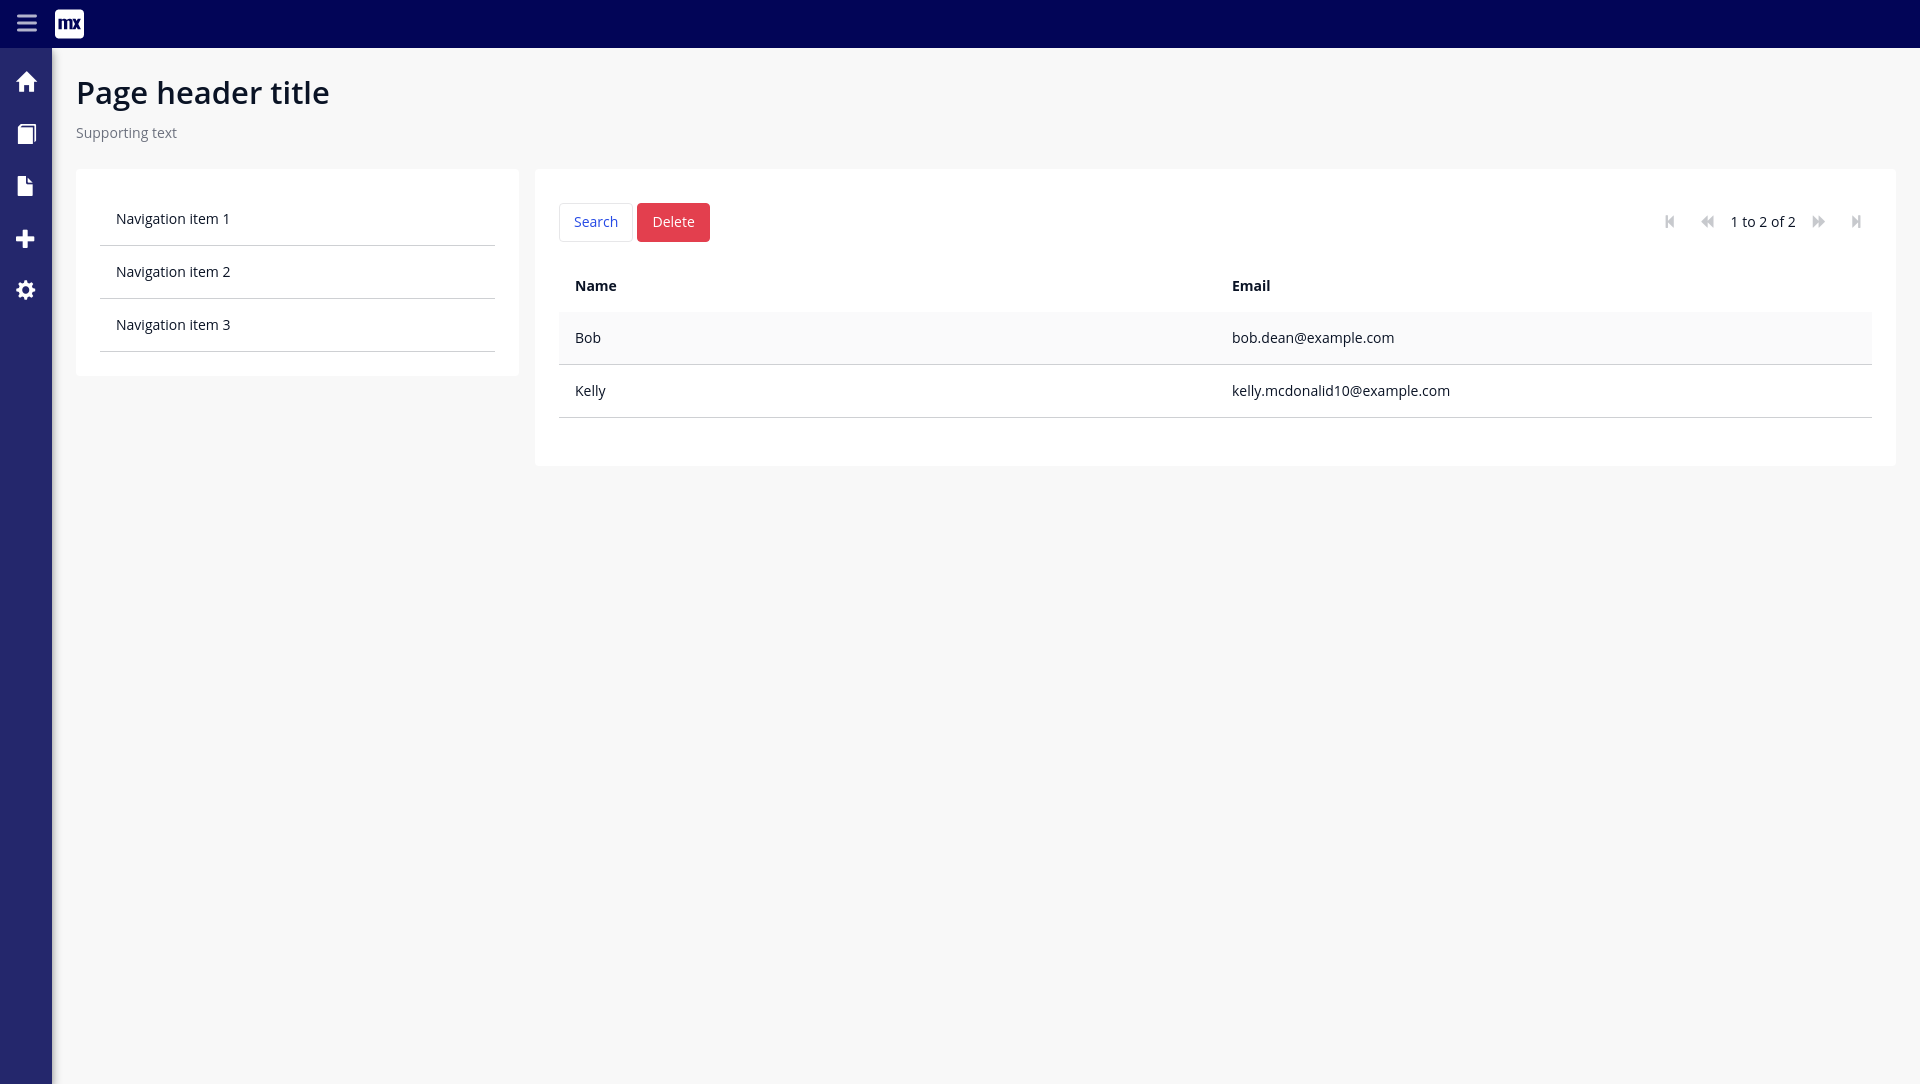 mx
Page header title
Supporting text
Navigation item 1
Navigation item 2
Navigation item 3
Search Delete 1 to 2 of 2
Name Email
Bob bob.dean@example.com
Kelly kelly.mcdonalid10@example.com